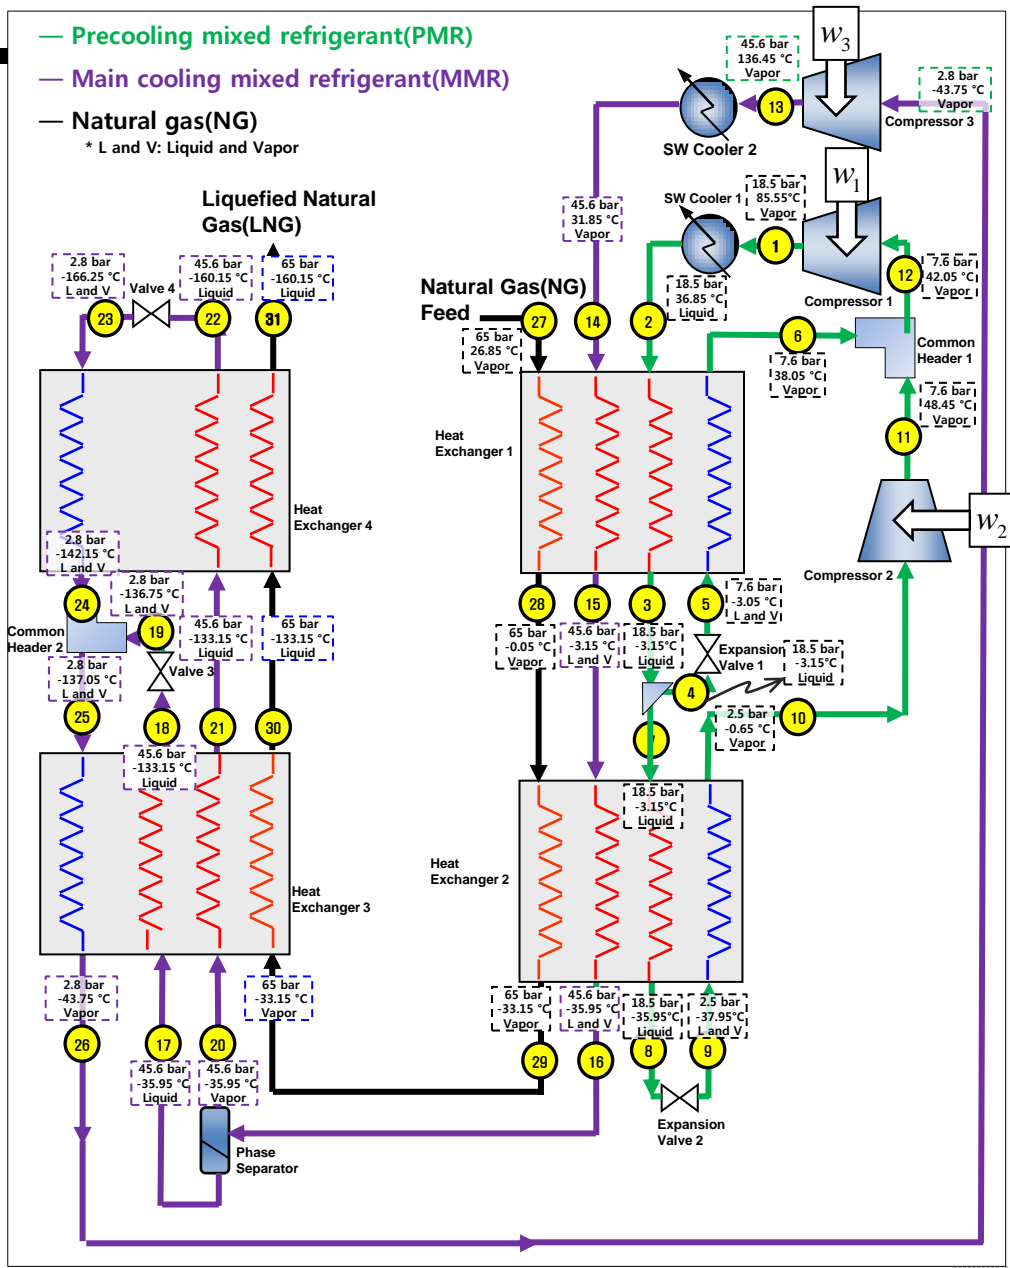 Precooling mixed refrigerant(PMR)
Main cooling mixed refrigerant(MMR)
Natural gas(NG)
* L and V: Liquid and Vapor
45.6 bar
136.45 °C
Vapor
13
w3
2.8 bar
-43.75 °C
Vapor
Compressor 3
SW Cooler 2
18.5 bar
85.55°C
Vapor
1
w1
SW Cooler 1
Compressor 1
12
7.6 bar
42.05 °C
Vapor
45.6 bar
31.85 °C
Vapor
18.5 bar
36.85 °C
Liquid
Liquefied Natural
Gas(LNG)
2.8 bar
-166.25 °C
L and V
Valve 4
45.6 bar
-160.15 °C
Liquid
65 bar
-160.15 °C
Liquid
23
22
31
Natural Gas(NG)
Feed
27
14
2
6
65 bar
26.85 °C
Vapor
7.6 bar
38.05 °C
Vapor
Common
Header 1
7.6 bar
48.45 °C
Vapor
11
Heat
Exchanger 1
Heat
Exchanger 4
w2
Compressor 2
2.8 bar
-142.15 °C
L and V
24
2.8 bar
-136.75 °C
L and V
19
Common
Header 2
Valve 3
45.6 bar
-133.15 °C
Liquid
65 bar
-133.15 °C
Liquid
2.8 bar
-137.05 °C
L and V
25
18
21
30
28
15
3
5
65 bar
-0.05 °C
Vapor
45.6 bar
-3.15 °C
L and V
18.5 bar
-3.15°C
Liquid
7.6 bar
-3.05 °C
L and V
Expansion
Valve 1
4
18.5 bar
-3.15°C
Liquid
7
2.5 bar
-0.65 °C
Vapor
10
45.6 bar
-133.15 °C
Liquid
18.5 bar
-3.15°C
Liquid
Heat
Exchanger 2
Heat
Exchanger 3
2.8 bar
-43.75 °C
Vapor
65 bar
-33.15 °C
Vapor
65 bar
-33.15 °C
Vapor
45.6 bar
-35.95 °C
L and V
18.5 bar
-35.95°C
Liquid
2.5 bar
-37.95°C
L and V
26
17
20
29
16
8
9
45.6 bar
-35.95 °C
Liquid
45.6 bar
-35.95 °C
Vapor
Phase
Separator
Expansion
Valve 2